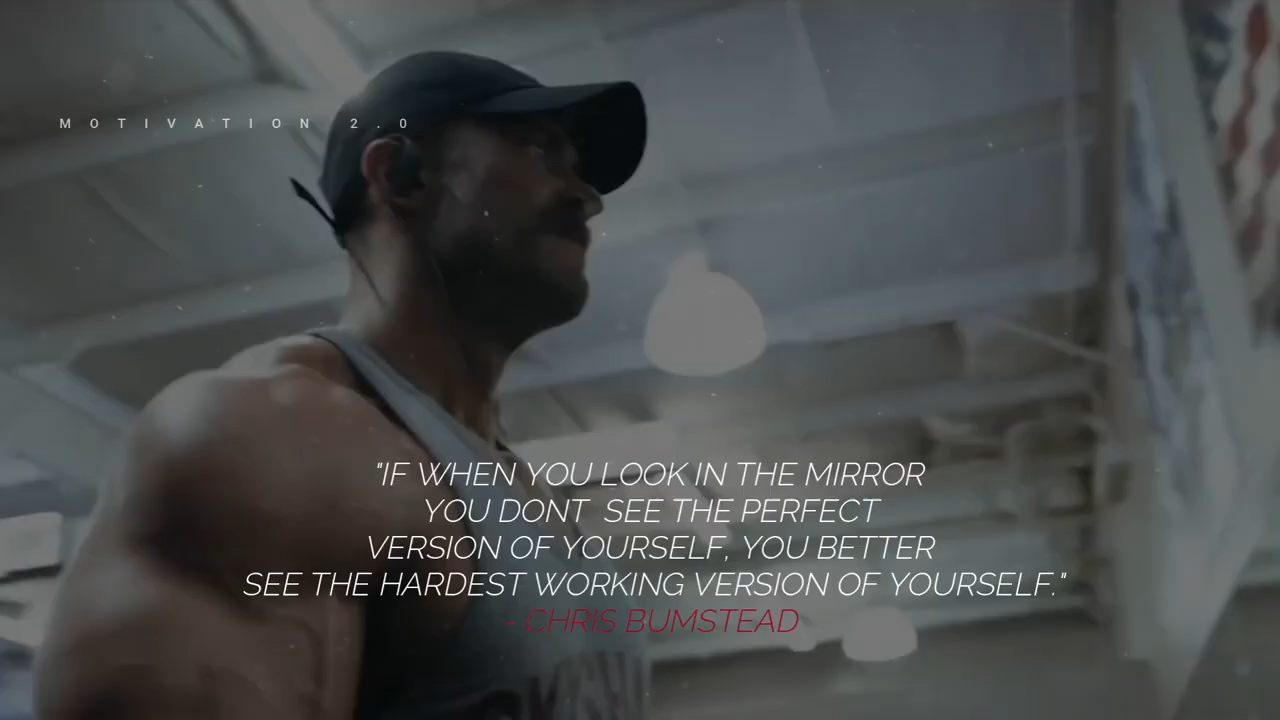 MOTIVATION 2.0
"IF WHEN YOU LOOK IN THE MIRROR
YOU DONT  SEE THE PERFECT
VERSION OF YOURSELF, YOU BETTER
SEE THE HARDEST WORKING VERSION OF YOURSELF."
- CHRIS BUMSTEAD